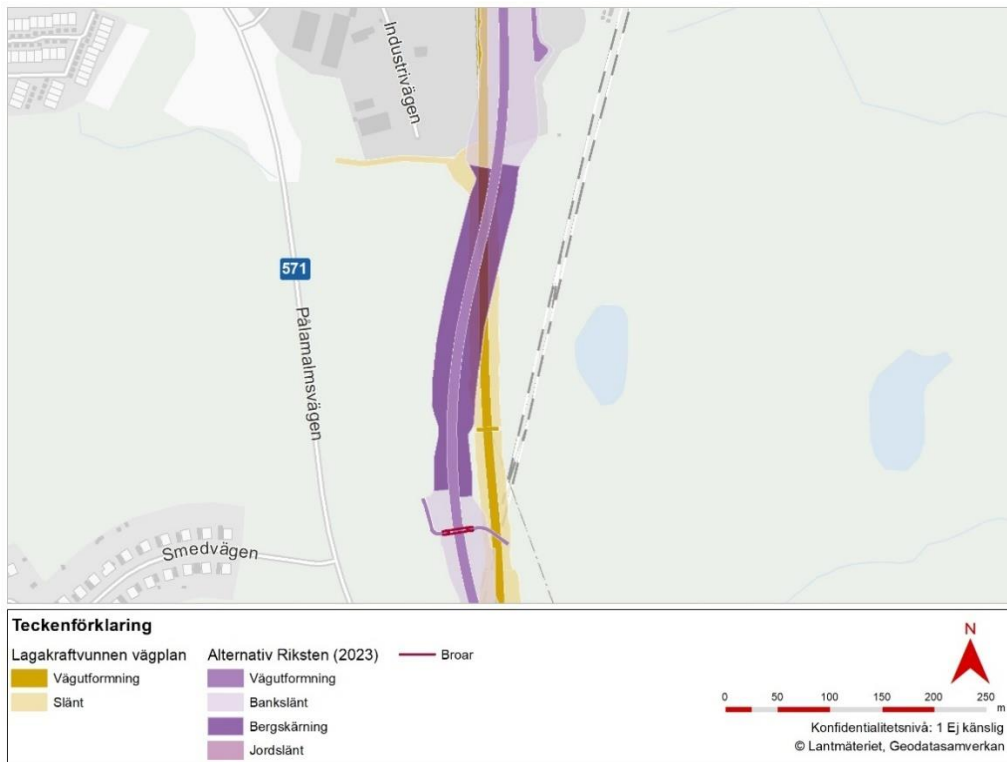 Industrivägen
571
Pålamalmsvägen
Smedvägen
Teckenförklaring
Lagakraftvunnen vägplan
Vägutformning
Slänt
Alternativ Riksten (2023)
Vägutformning
Bankslänt
Bergskärning
Jordslänt
Broar
N
0 50 100 150 200 250
m
Konfidentialitetsnivå: 1 Ej känslig
© Lantmäteriet, Geodatasamverkan